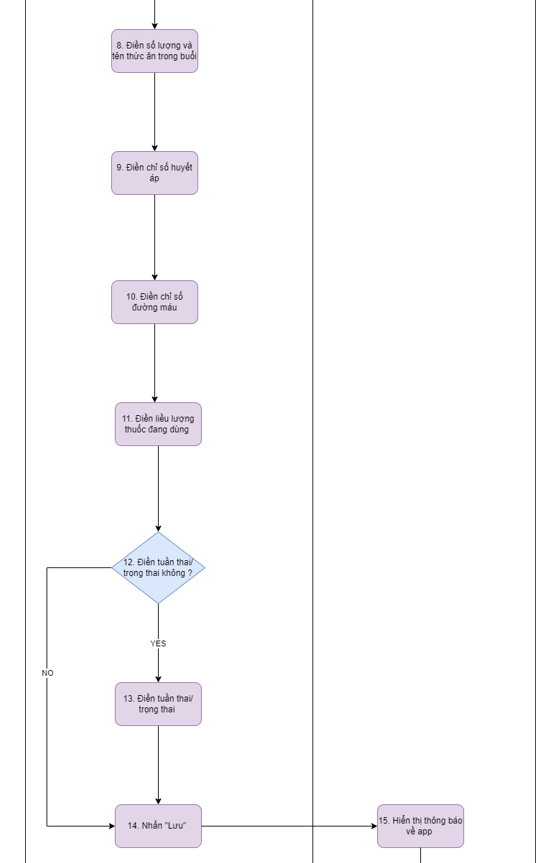 8. Điền số lượng và
tên thức ăn trong buổi
9. Điền chỉ số huyết
áp
10. Điền chỉ số
đường máu
11. Điền liều lượng
thuốc đang dùng
12. Điền tuần thai/
trọng thai không ?
YES
NO
13. Điền tuần thai/
trọng thai
14. Nhấn "Lưu"
15. Hiển thị thông báo
về app